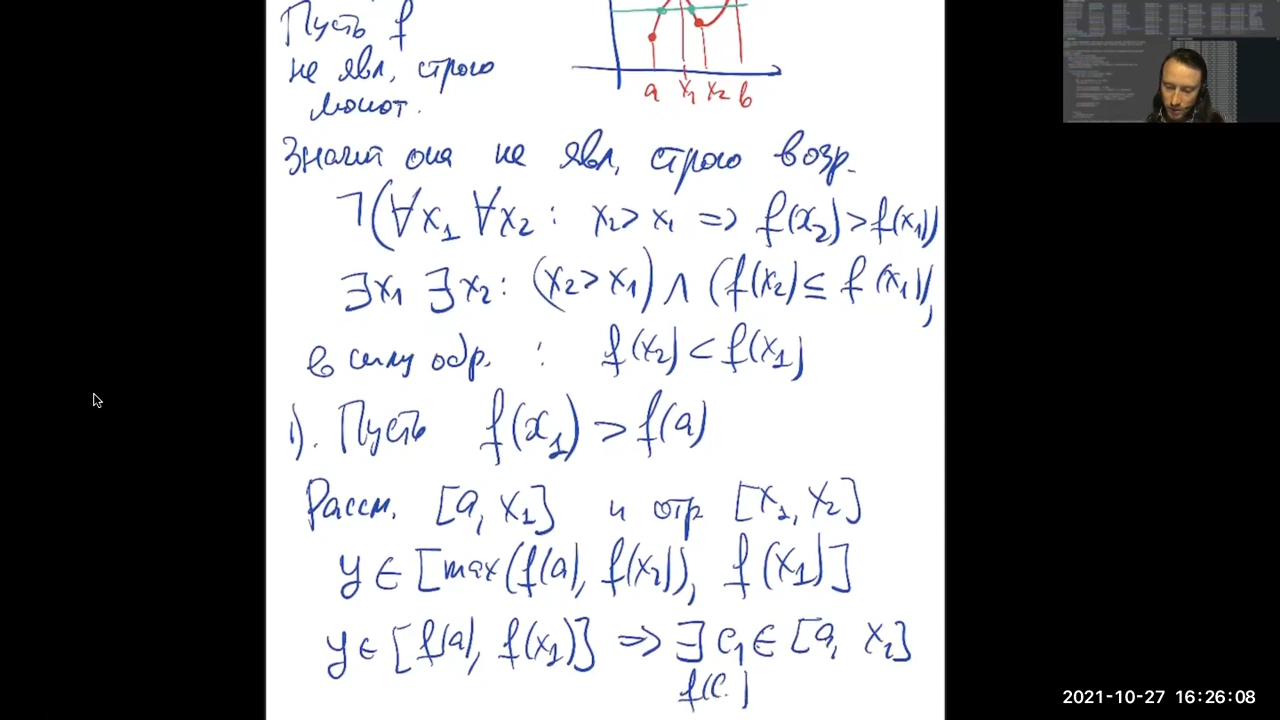 Пусть f
не явл, строго
монот.
a x₁ x₂ b
Значит она не явл, строго возр.
¬(∀x₁ ∀x₂ : x₂ > x₁ => f(x₂) > f(x₁))
∃x₁ ∃x₂ : (x₂ > x₁) ∧ (f(x₂) ≤ f(x₁)),
в силу обр. : f(x₂) < f(x₁)
1). Пусть f(x₁) > f(a)
Рассм. [a, x₁] и отр [x₁, x₂]
y ∈ [max(f(a), f(x₂)), f(x₁)]
y ∈ [f(a), f(x₁)] => ∃ c₁ ∈ [a, x₁]
f(c )
2021-10-27 16:26:08